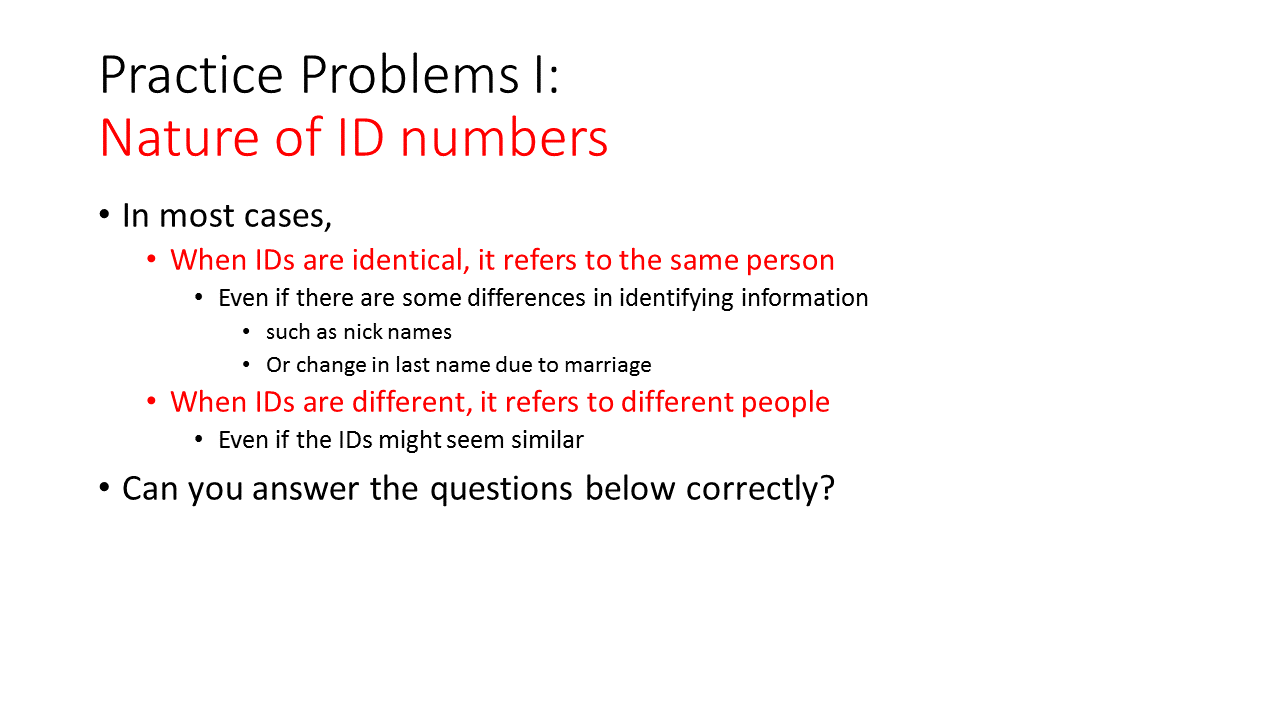 Practice Problems I:
Nature of ID numbers
• In most cases,
• When IDs are identical, it refers to the same person
• Even if there are some differences in identifying information
• such as nick names
• Or change in last name due to marriage
• When IDs are different, it refers to different people
• Even if the IDs might seem similar
• Can you answer the questions below correctly?